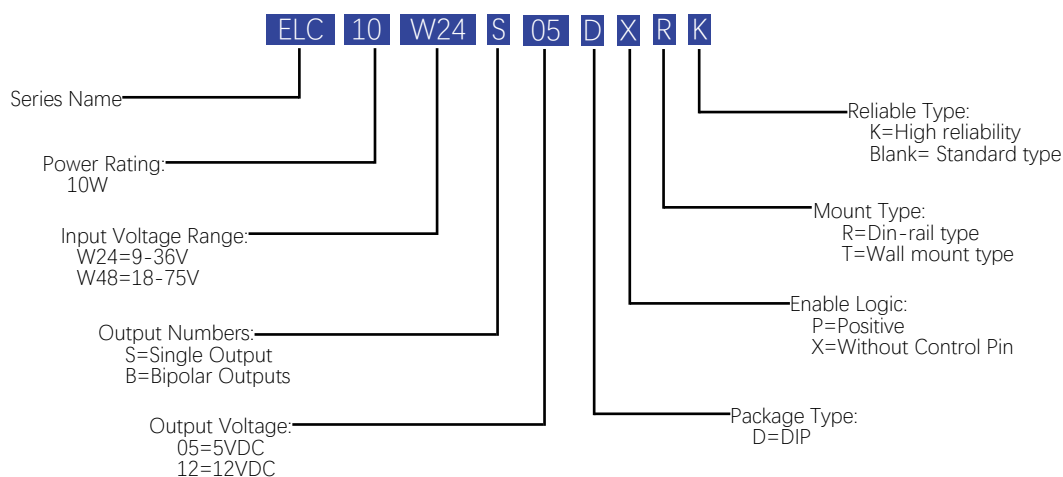 ELC 10 W24 S 05 D X R K
Series Name
Reliable Type:
K=High reliability
Blank= Standard type
Power Rating:
10W
Mount Type:
R=Din-rail type
T=Wall mount type
Input Voltage Range:
W24=9-36V
W48=18-75V
Enable Logic:
P=Positive
X=Without Control Pin
Output Numbers:
S=Single Output
B=Bipolar Outputs
Package Type:
D=DIP
Output Voltage:
05=5VDC
12=12VDC